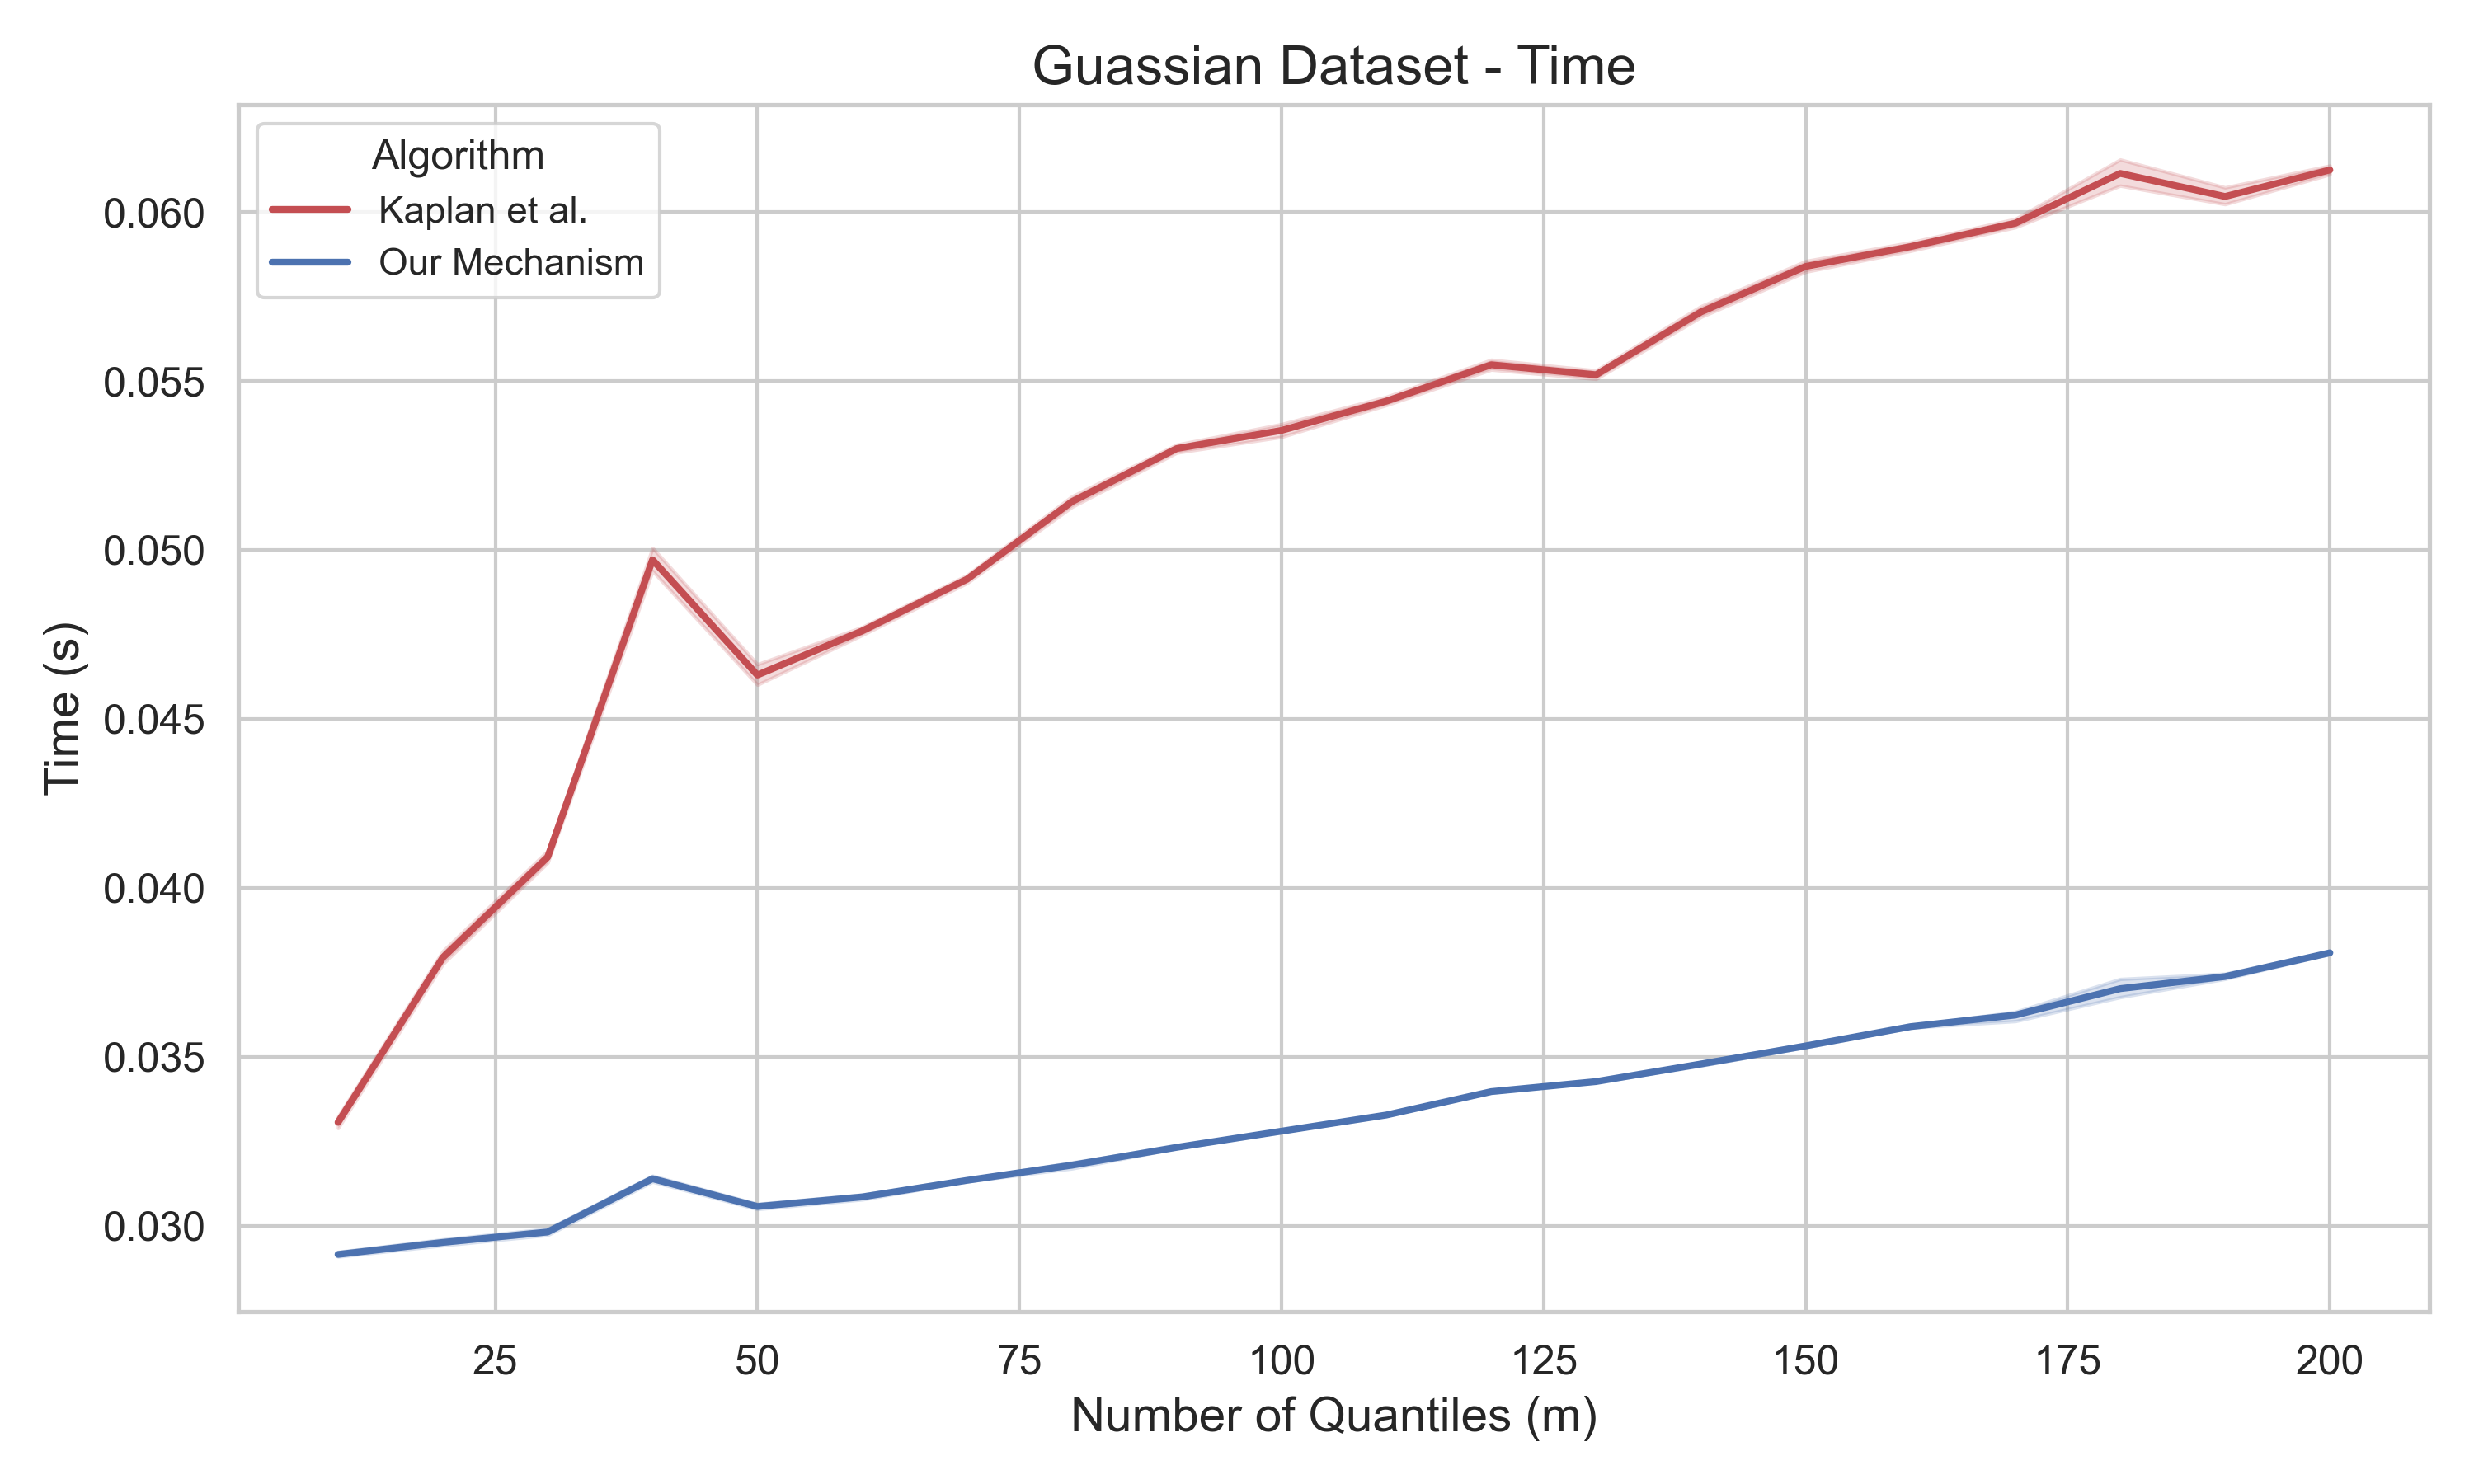 Guassian Dataset - Time
Algorithm
Kaplan et al.
Our Mechanism
0.060
0.055
0.050
0.045
0.040
0.035
0.030
Time (s)
25 50 75 100 125 150 175 200
Number of Quantiles (m)